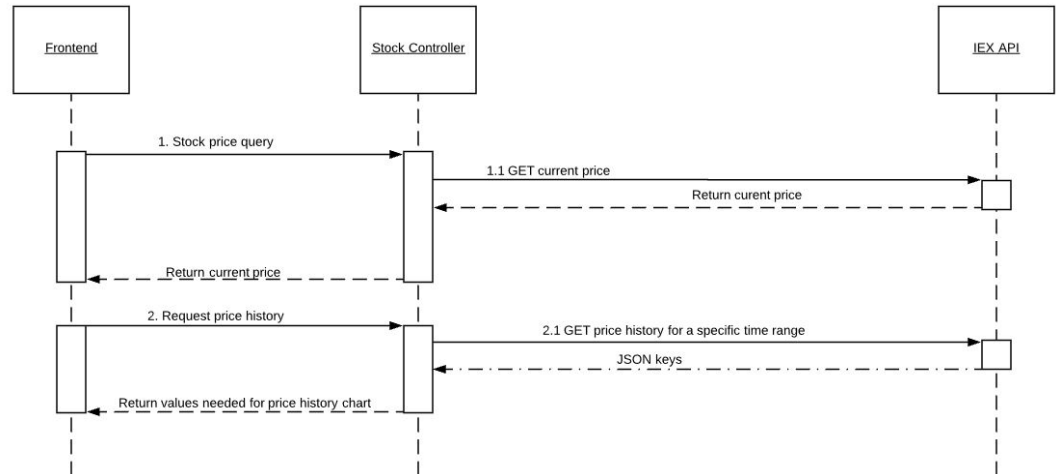 Frontend
Stock Controller
IEX API
1. Stock price query
1.1 GET current price
Return curent price
Return current price
2. Request price history
2.1 GET price history for a specific time range
JSON keys
Return values needed for price history chart